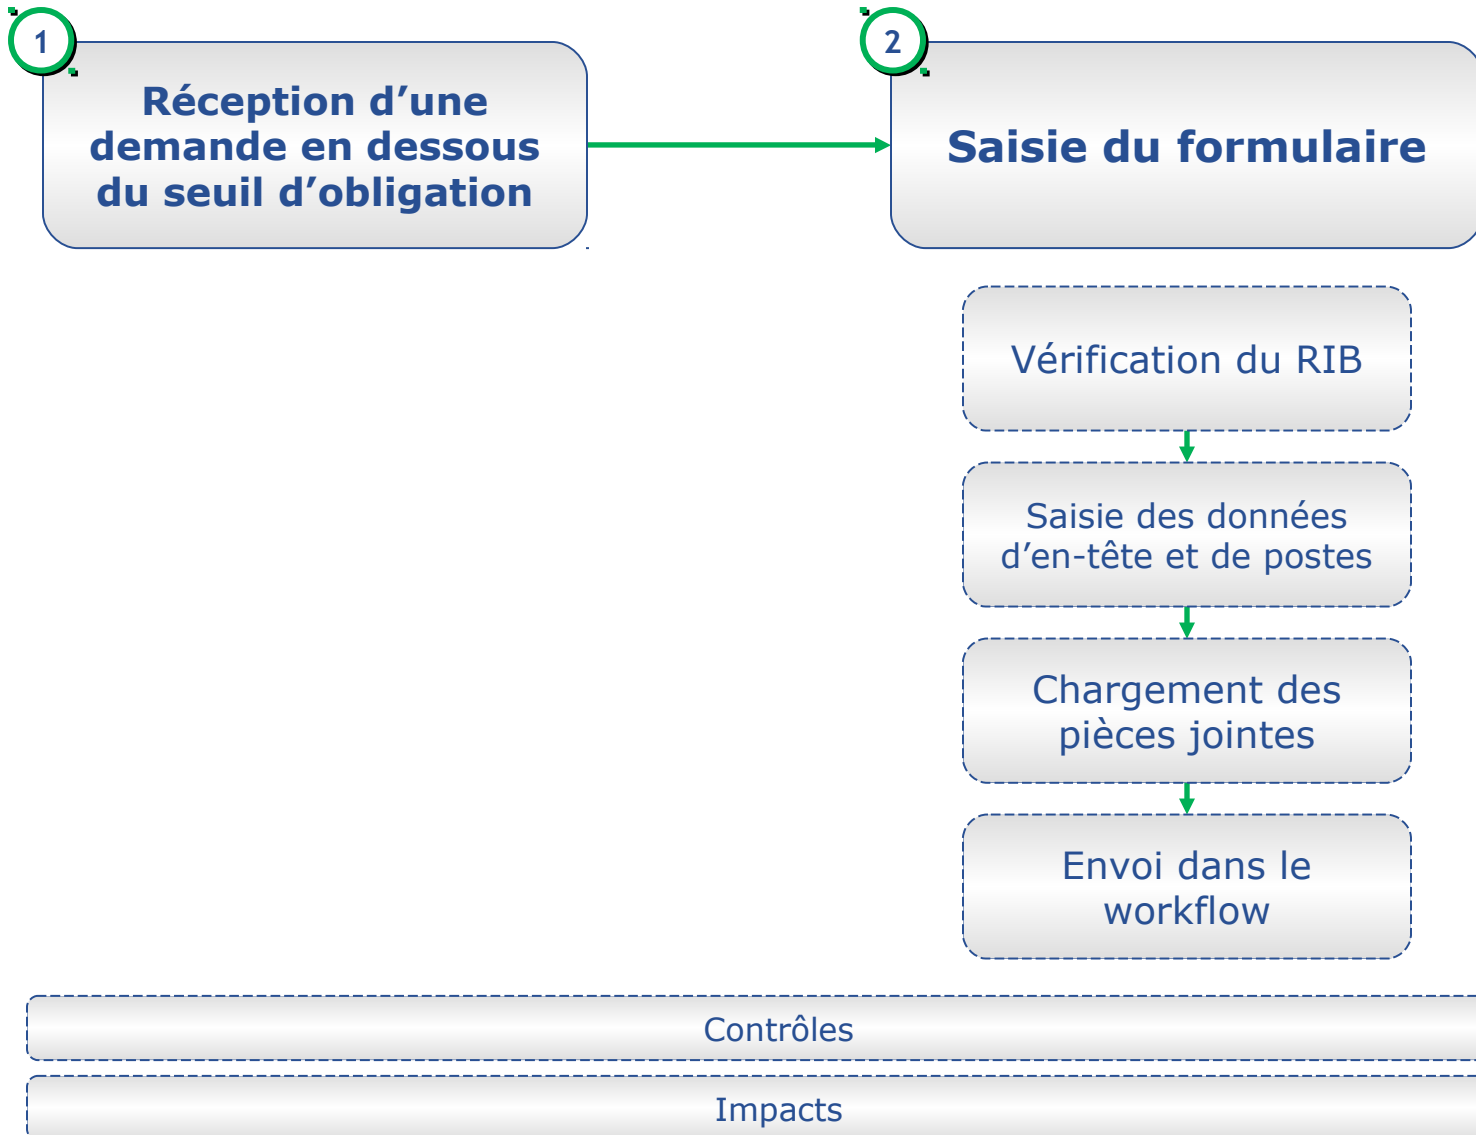 1
Réception d’une
demande en dessous
du seuil d’obligation
2
Saisie du formulaire
Vérification du RIB
Saisie des données
d’en-tête et de postes
Chargement des
pièces jointes
Envoi dans le
workflow
Contrôles
Impacts